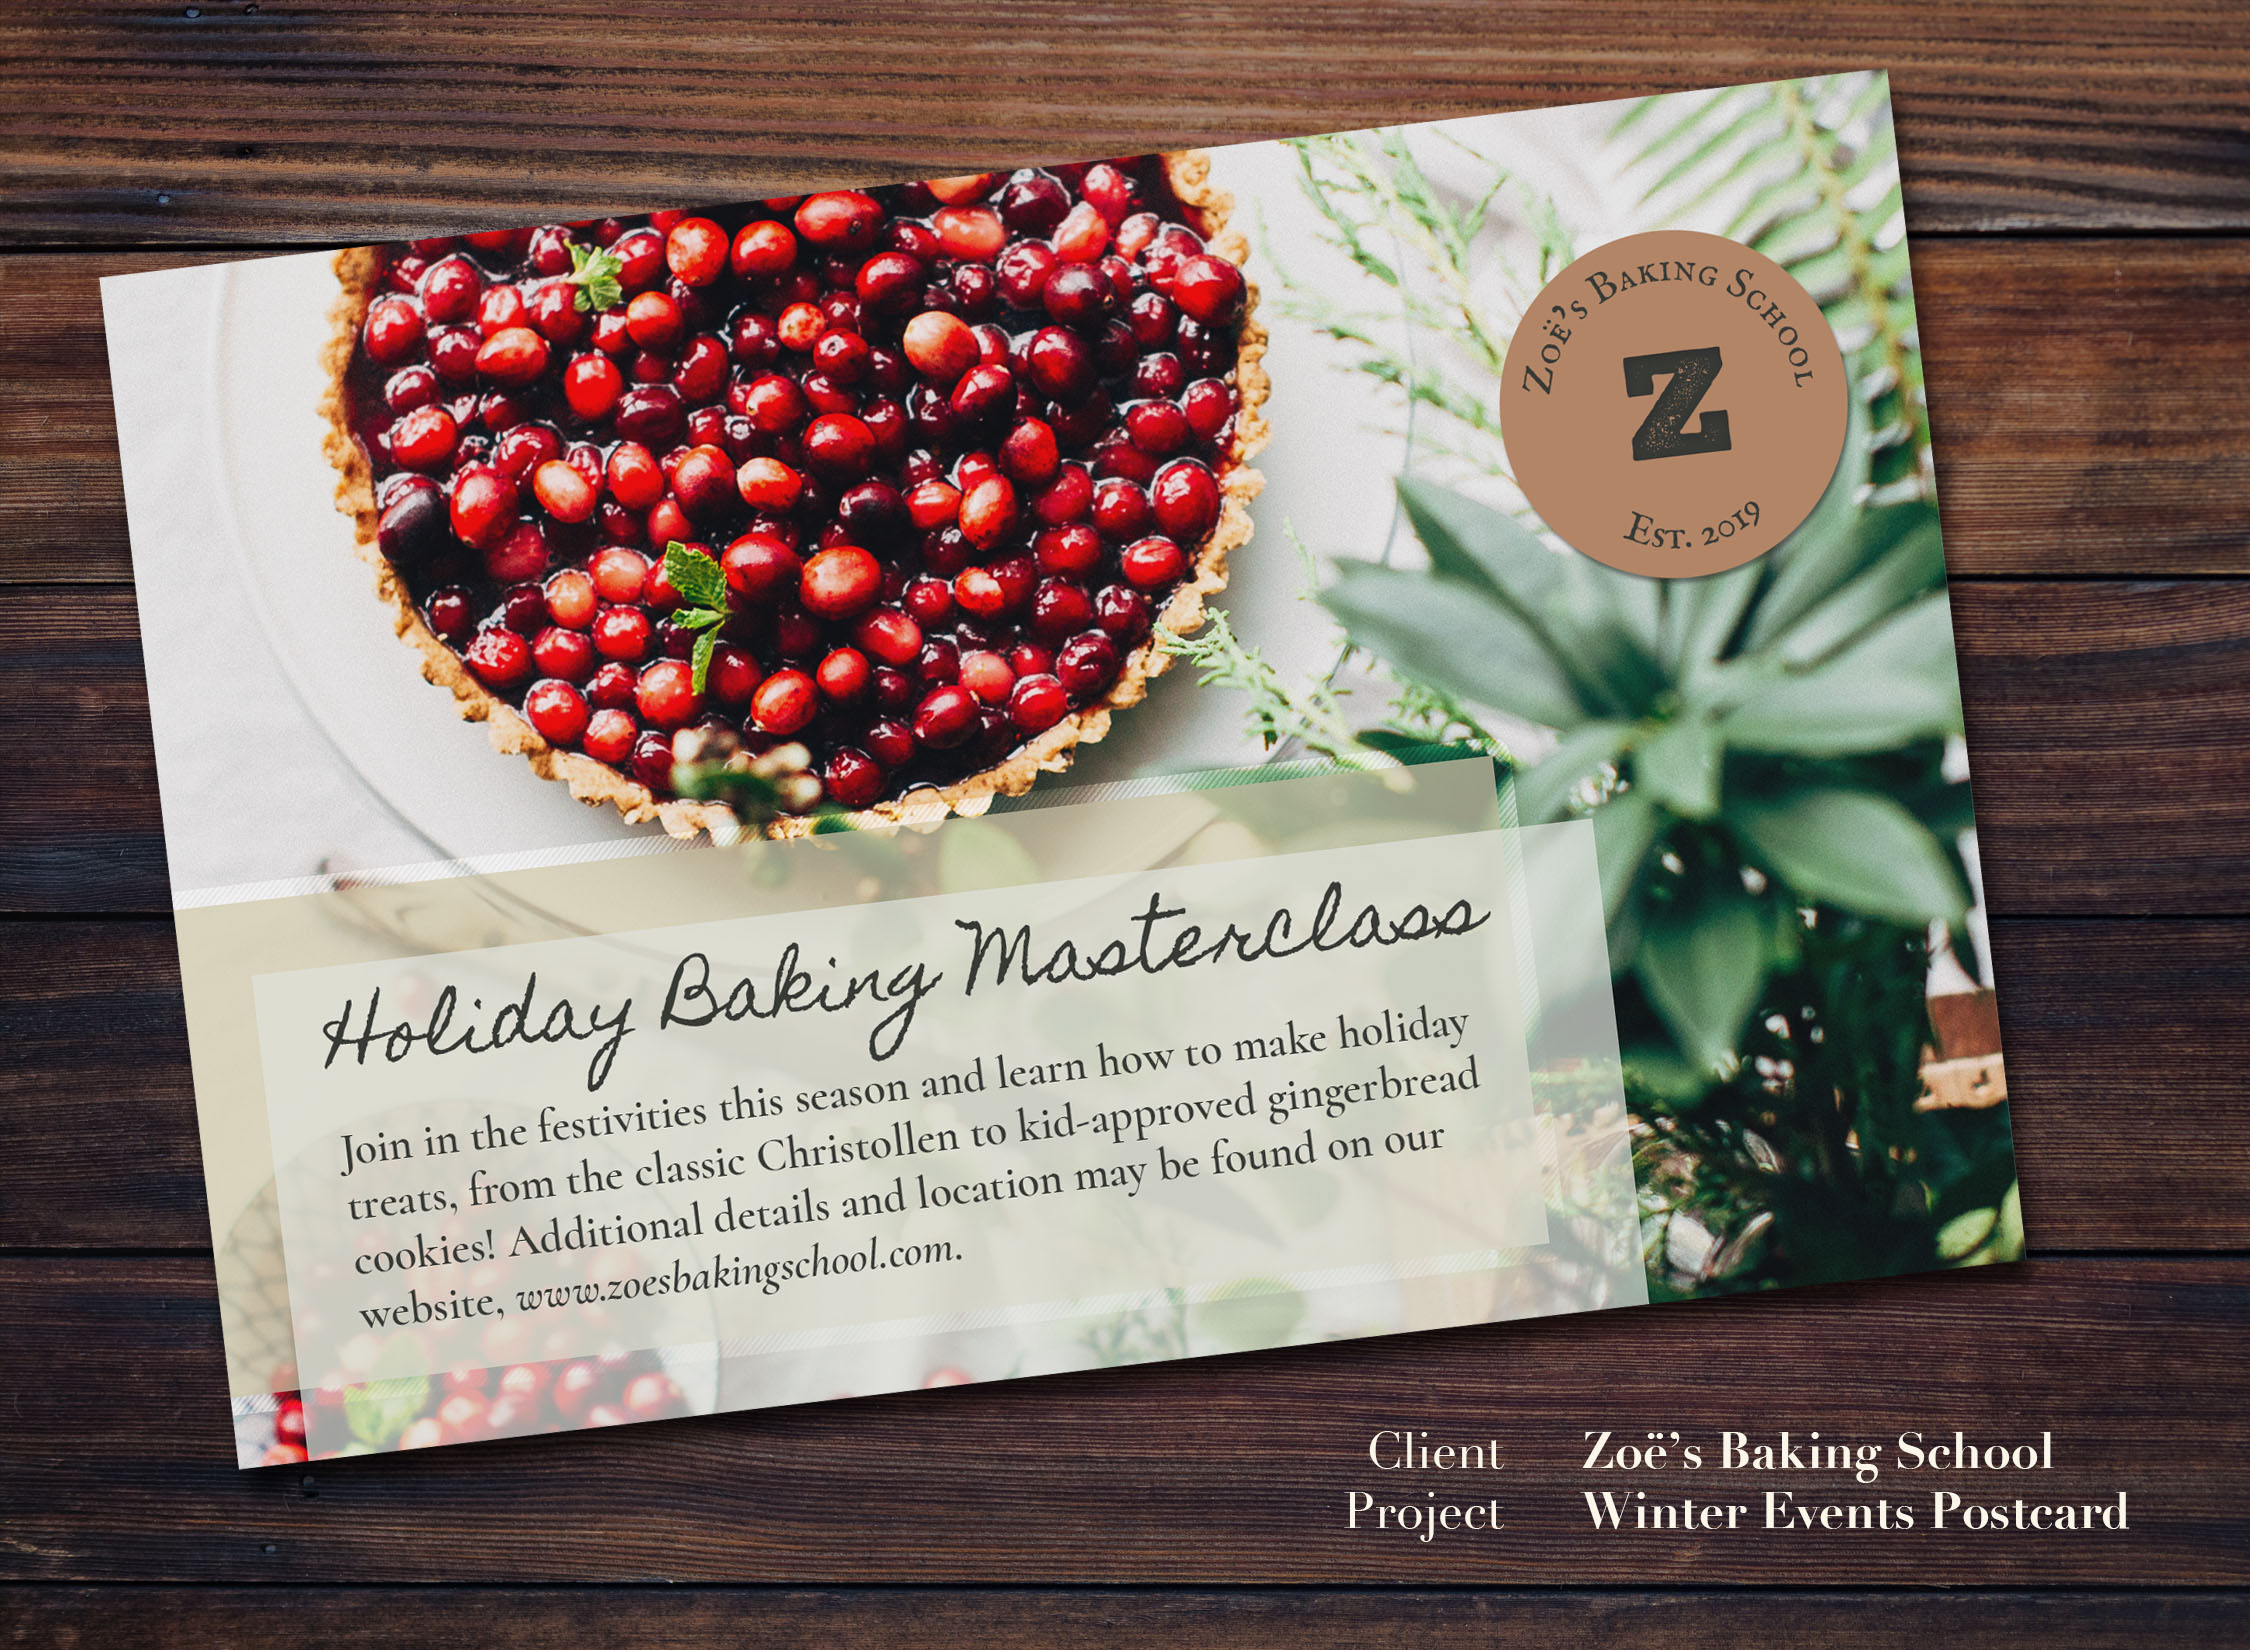 Zoë’s Baking School
Z
Est. 2019
Holiday Baking Masterclass
Join in the festivities this season and learn how to make holiday
treats, from the classic Christollen to kid-approved gingerbread
cookies! Additional details and location may be found on our
website, www.zoesbakingschool.com.
Client Zoë’s Baking School
Project Winter Events Postcard